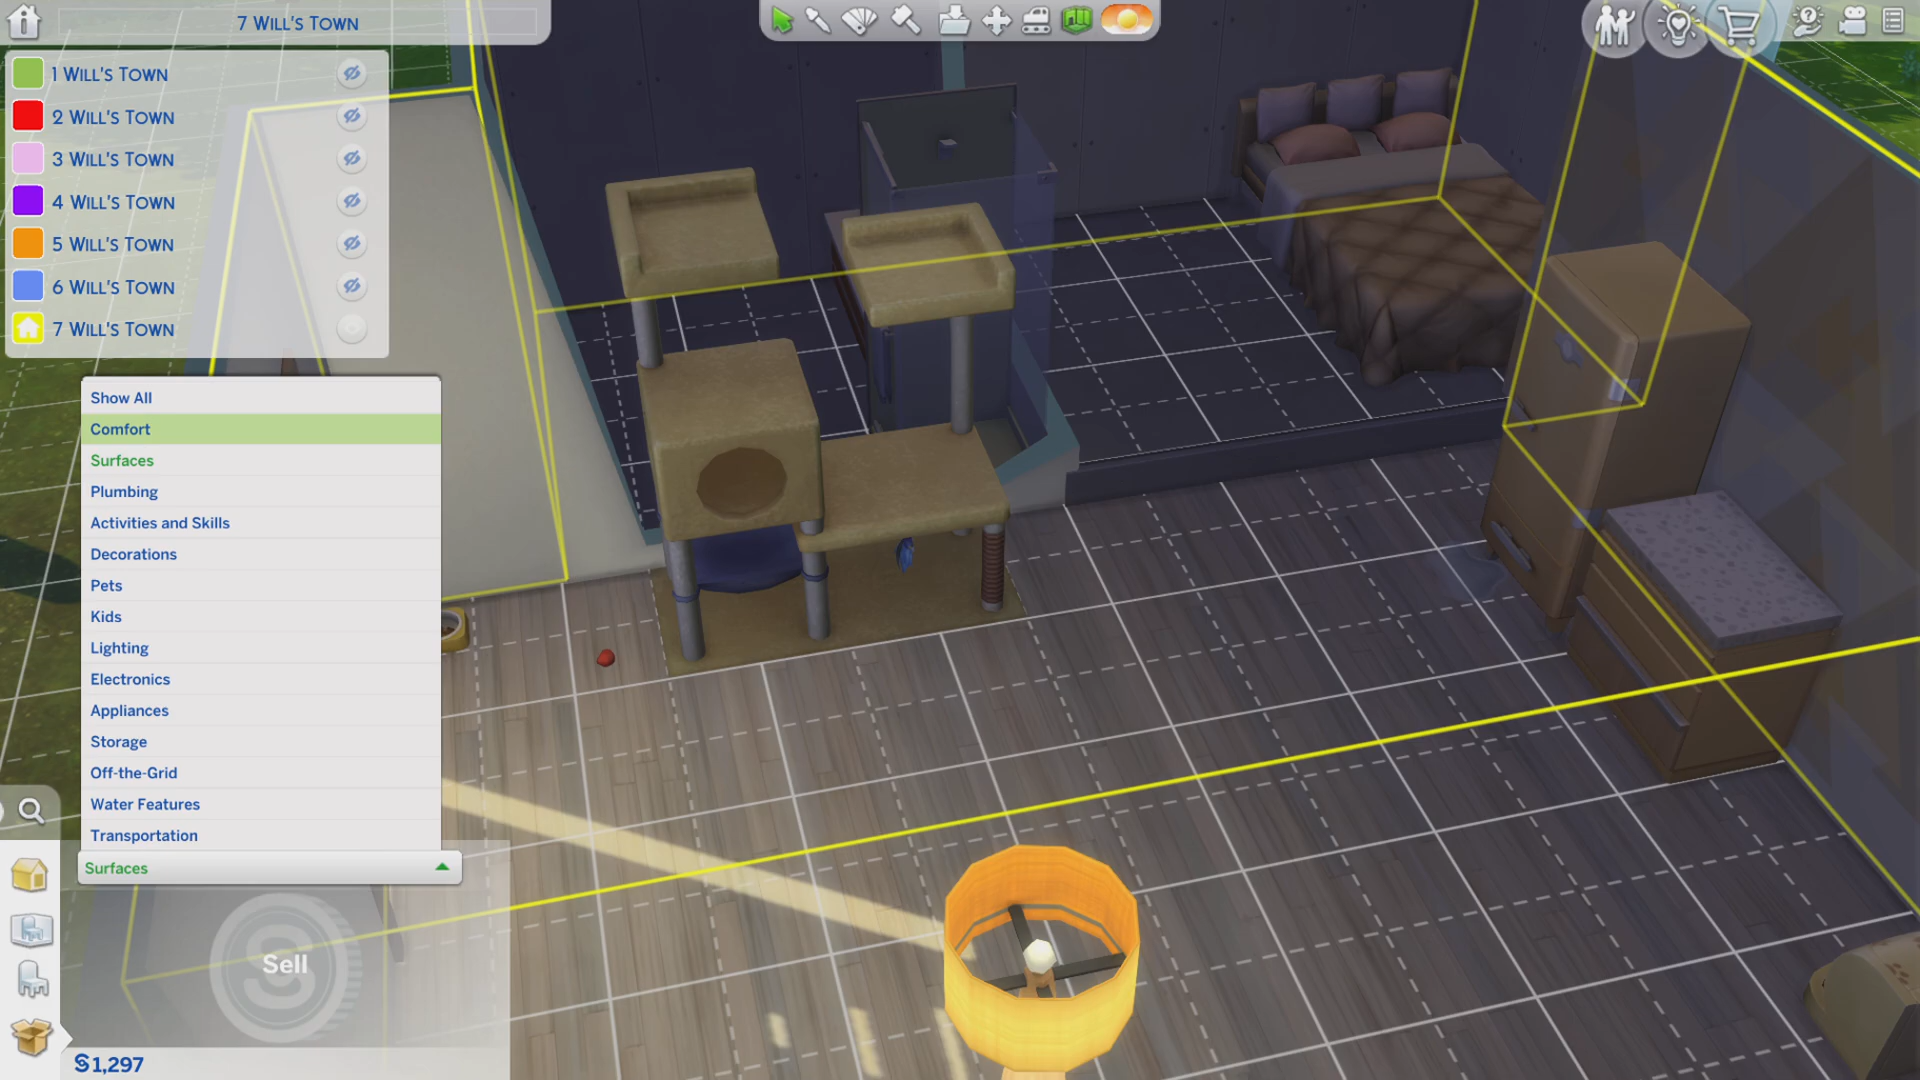 7 Will's Town
1 Will's Town
2 Will's Town
3 Will's Town
4 Will's Town
5 Will's Town
6 Will's Town
7 Will's Town
Show All
Comfort
Surfaces
Plumbing
Activities and Skills
Decorations
Pets
Kids
Lighting
Electronics
Appliances
Storage
Off-the-Grid
Water Features
Transportation
Surfaces
Sell
§1,297